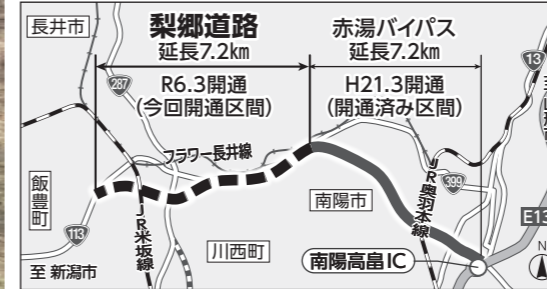 長井市
梨郷道路
延長7.2km
赤湯バイパス
延長7.2km
13
287
R6.3開通
(今回開通区間)
H21.3開通
(開通済み区間)
フラワー長井線
飯豊町
JR奥羽本線
399
南陽市
E13
113
JR米坂線
川西町
至 新潟市
南陽高畠IC
N